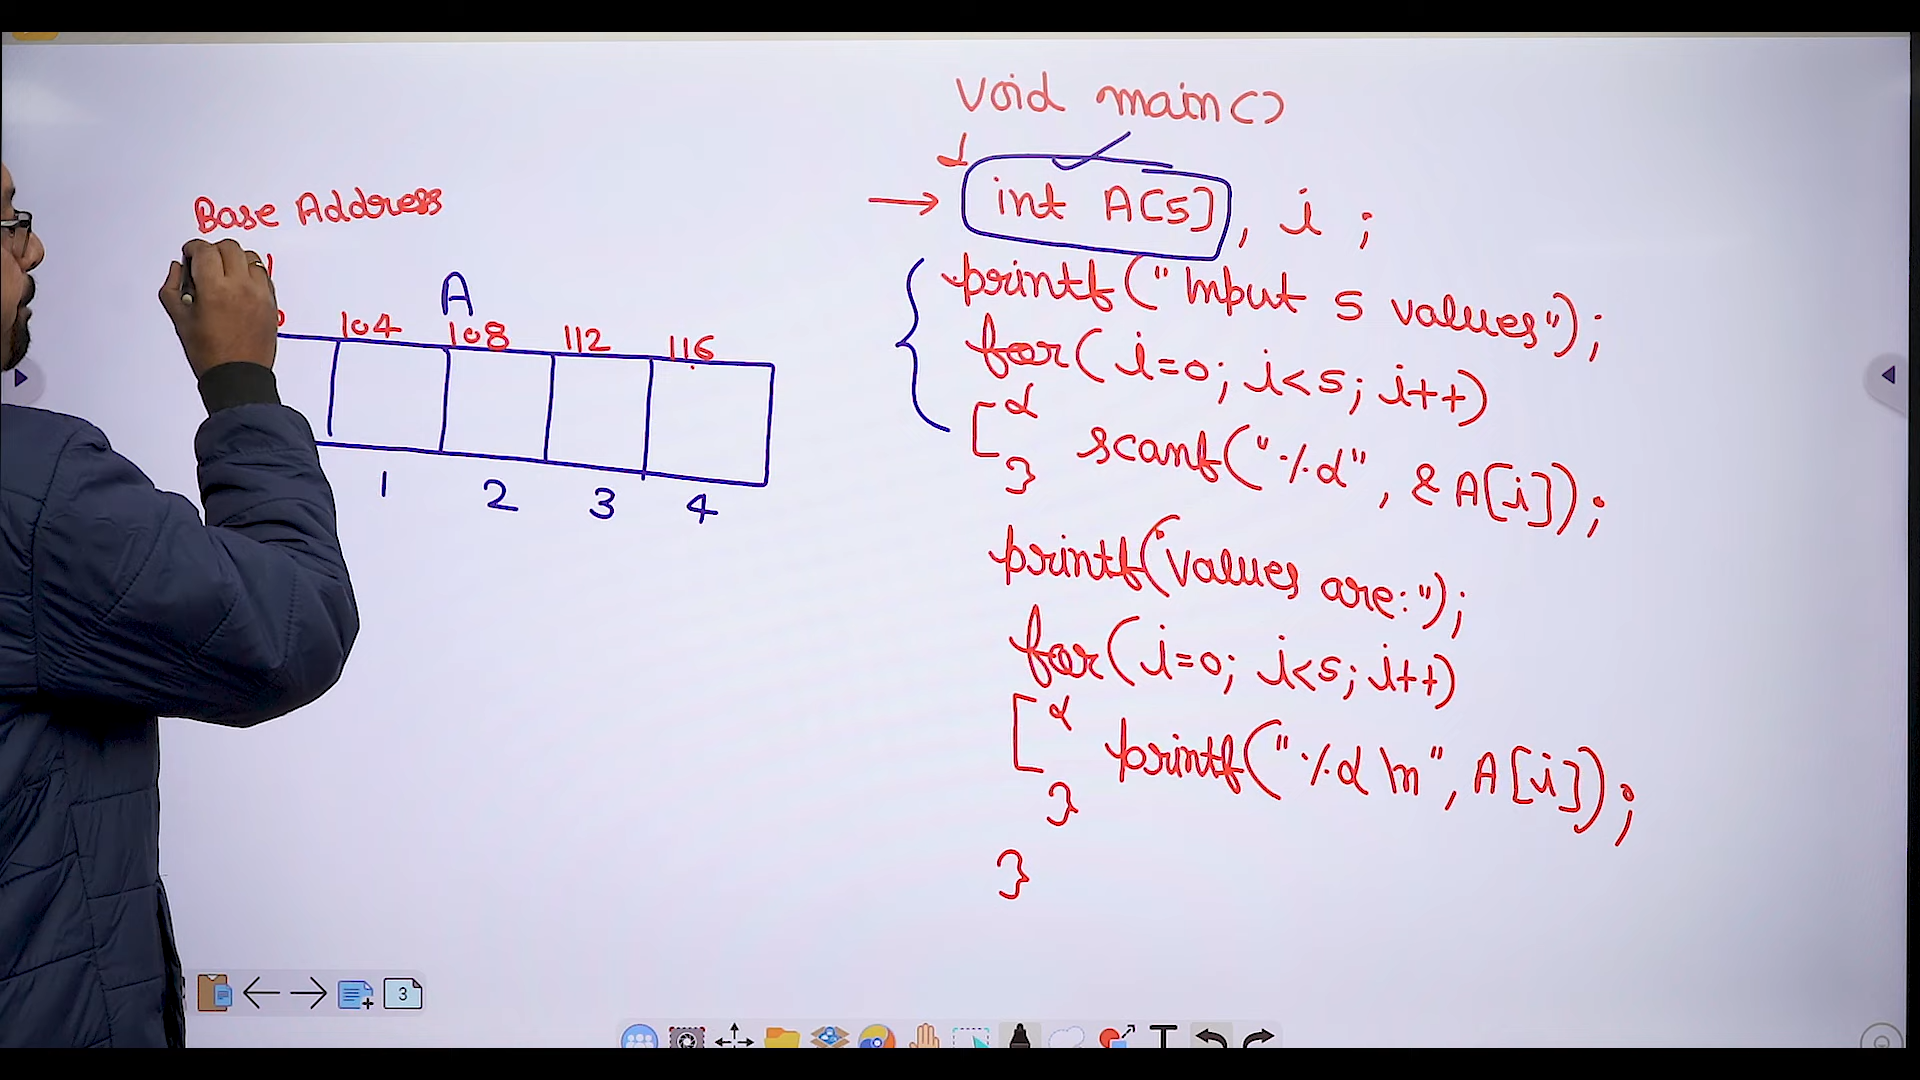 Base Address
A
104 108 112 116
1 2 3 4
void main()
{
int A[5], i ;
printf("Input 5 values");
for( i=0; i<5; i++)
{
scanf("%d", & A[i]);
}
printf("Values are:");
for(i=0; i<5; i++)
{
printf("%d \n", A[i]);
}
}
3
T